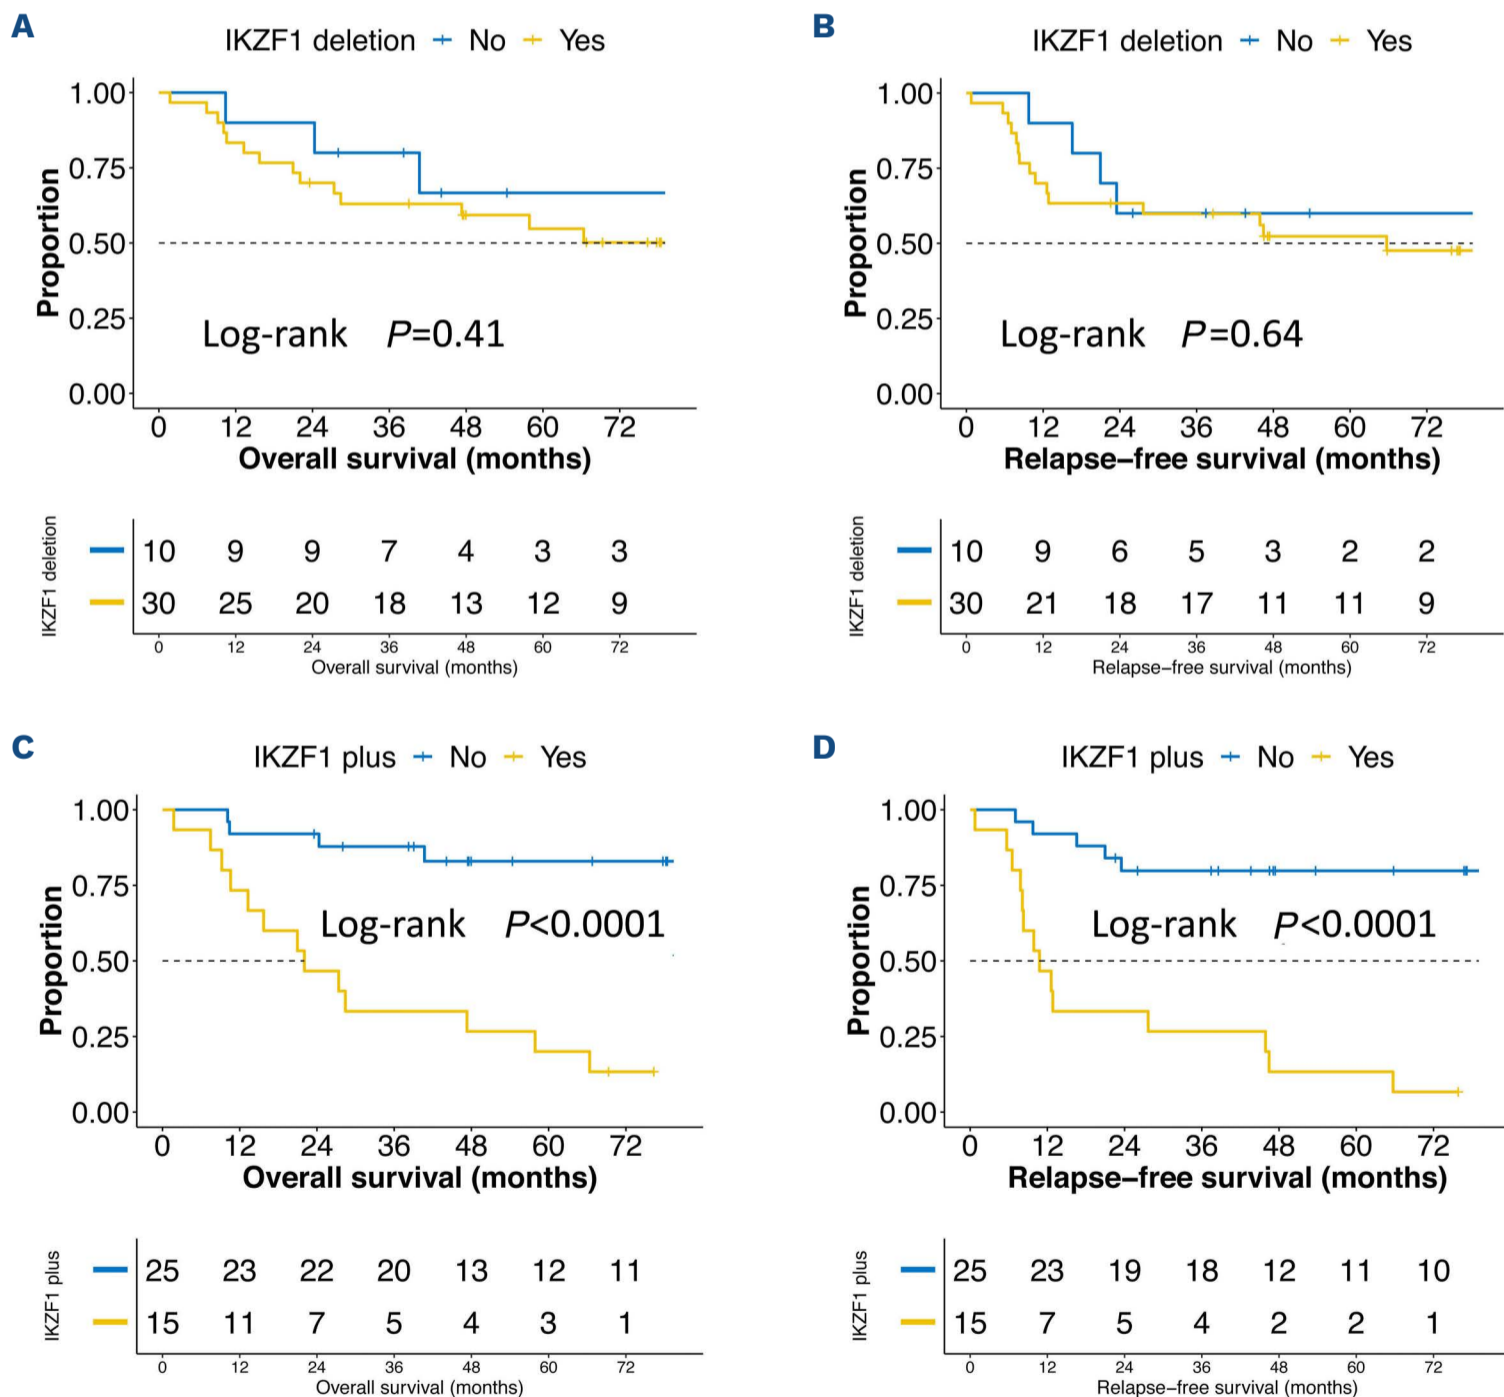 A
IKZF1 deletion No Yes
1.00
0.75
0.50
0.25
0.00
Proportion
Log-rank P=0.41
0 12 24 36 48 60 72
Overall survival (months)
IKZF1 deletion
10 9 9 7 4 3 3
30 25 20 18 13 12 9
0 12 24 36 48 60 72
Overall survival (months)
B
IKZF1 deletion No Yes
1.00
0.75
0.50
0.25
0.00
Proportion
Log-rank P=0.64
0 12 24 36 48 60 72
Relapse–free survival (months)
IKZF1 deletion
10 9 6 5 3 2 2
30 21 18 17 11 11 9
0 12 24 36 48 60 72
Relapse–free survival (months)
C
IKZF1 plus No Yes
1.00
0.75
0.50
0.25
0.00
Proportion
Log-rank P<0.0001
0 12 24 36 48 60 72
Overall survival (months)
IKZF1 plus
25 23 22 20 13 12 11
15 11 7 5 4 3 1
0 12 24 36 48 60 72
Overall survival (months)
D
IKZF1 plus No Yes
1.00
0.75
0.50
0.25
0.00
Proportion
Log-rank P<0.0001
0 12 24 36 48 60 72
Relapse–free survival (months)
IKZF1 plus
25 23 19 18 12 11 10
15 7 5 4 2 2 1
0 12 24 36 48 60 72
Relapse–free survival (months)